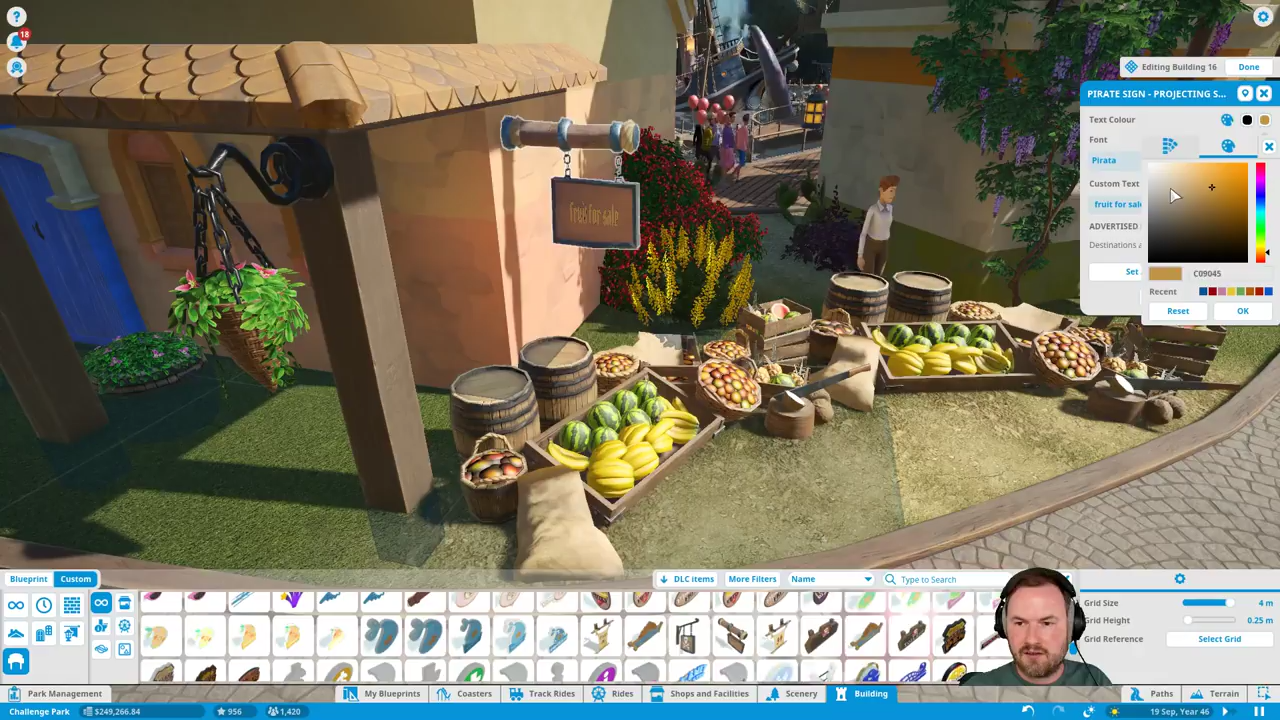 18
Editing Building 16
Done
PIRATE SIGN - PROJECTING S...
Text Colour
Font
Pirata
Custom Text
fruit for sale
ADVERTISED
Destinations a
Set
C09045
Recent
Reset
OK
fruit for sale
Blueprint
Custom
DLC items
More Filters
Name
Type to Search
Grid Size
4 m
Grid Height
0.25 m
Grid Reference
Select Grid
Park Management
My Blueprints
Coasters
Track Rides
Rides
Shops and Facilities
Scenery
Building
Paths
Terrain
Challenge Park
$249,266.84
956
1,420
19 Sep, Year 46